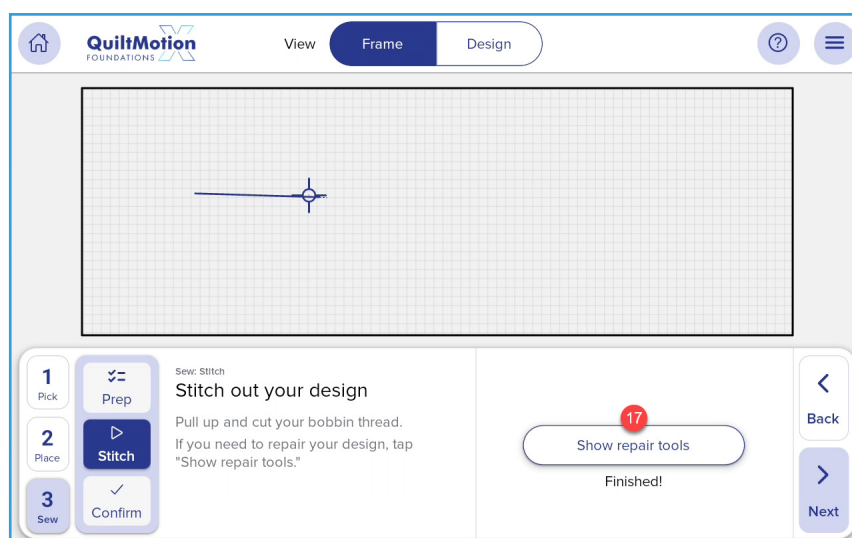 QuiltMotion X
FOUNDATIONS
View
Frame
Design
1
Pick
2
Place
3
Sew
Prep
Stitch
Confirm
Sew: Stitch
Stitch out your design
Pull up and cut your bobbin thread.
If you need to repair your design, tap
"Show repair tools."
17
Show repair tools
Finished!
Back
Next